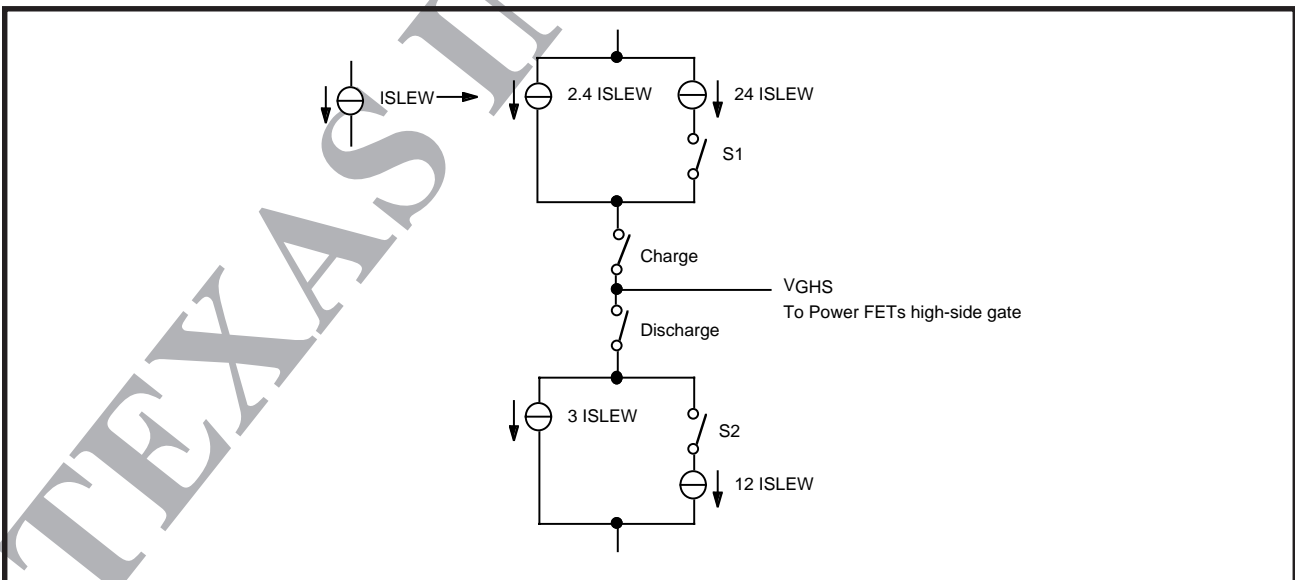 ISLEW
2.4 ISLEW
24 ISLEW
S1
Charge
VGHS
To Power FETs high-side gate
Discharge
3 ISLEW
S2
12 ISLEW
TEXAS I